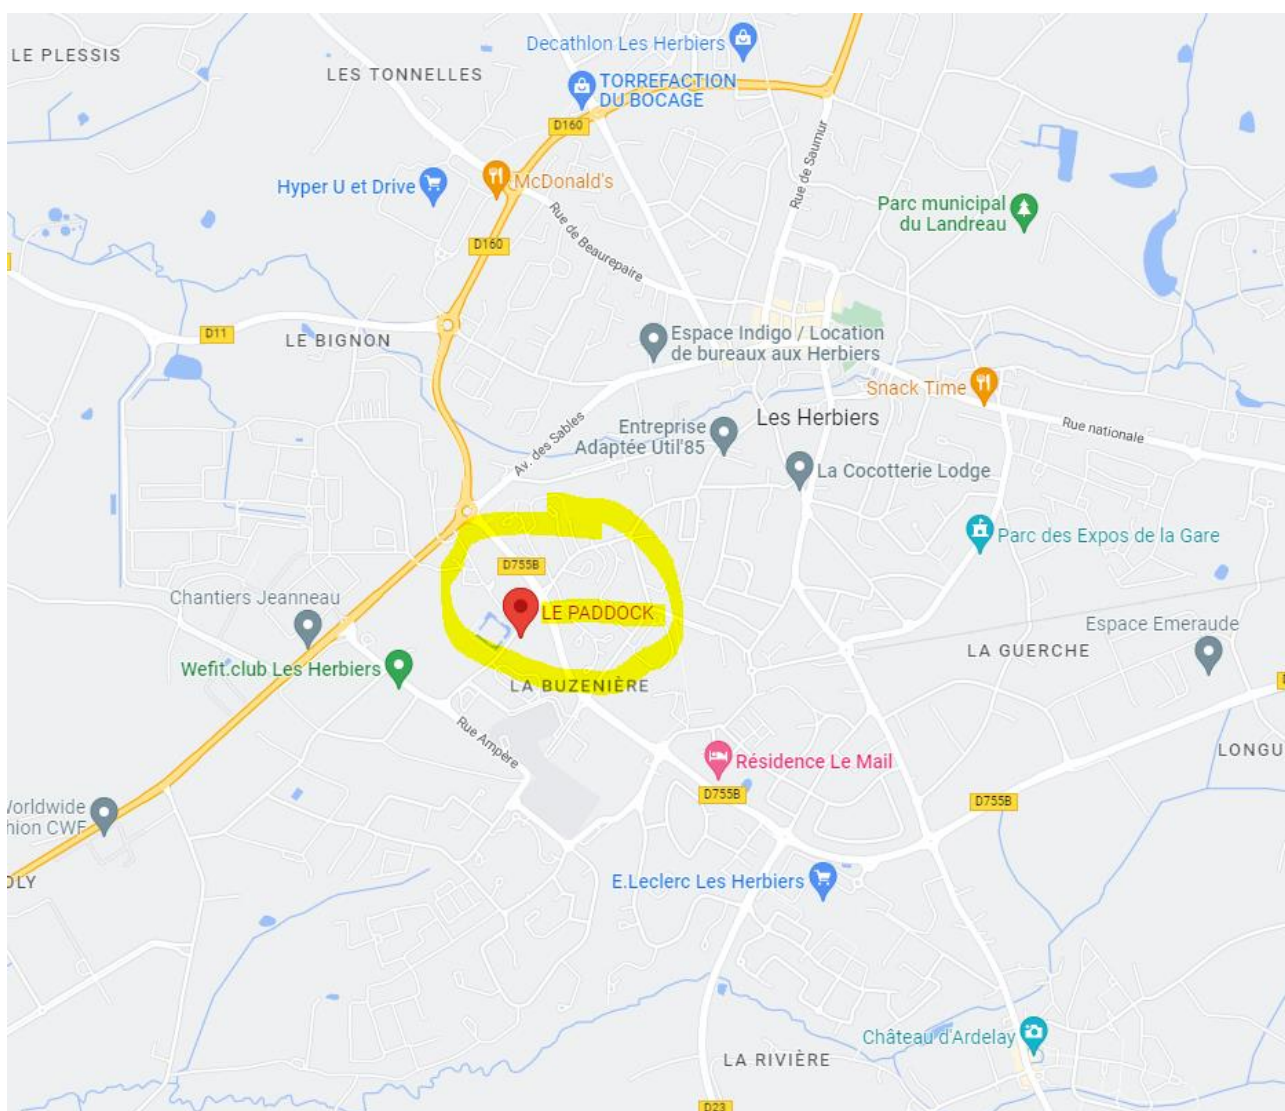 LE PLESSIS
Decathlon Les Herbiers
LES TONNELLES
TORREFACTION
DU BOCAGE
D160
McDonald's
Hyper U et Drive
Rue de Saumur
Parc municipal
du Landreau
Rue de Beaurepaire
D160
D11
LE BIGNON
Espace Indigo / Location
de bureaux aux Herbiers
Snack Time
Les Herbiers
Rue nationale
Entreprise
Adaptée Util'85
Av. des Sables
La Cocotterie Lodge
Parc des Expos de la Gare
D755B
Chantiers Jeanneau
LE PADDOCK
Espace Emeraude
LA GUERCHE
Wefit.club Les Herbiers
LA BUZENIÈRE
Rue Ampère
LONGU
Résidence Le Mail
D755B
D755B
Worldwide
hion CWF
OLY
E.Leclerc Les Herbiers
Château d'Ardelay
LA RIVIÈRE
D23